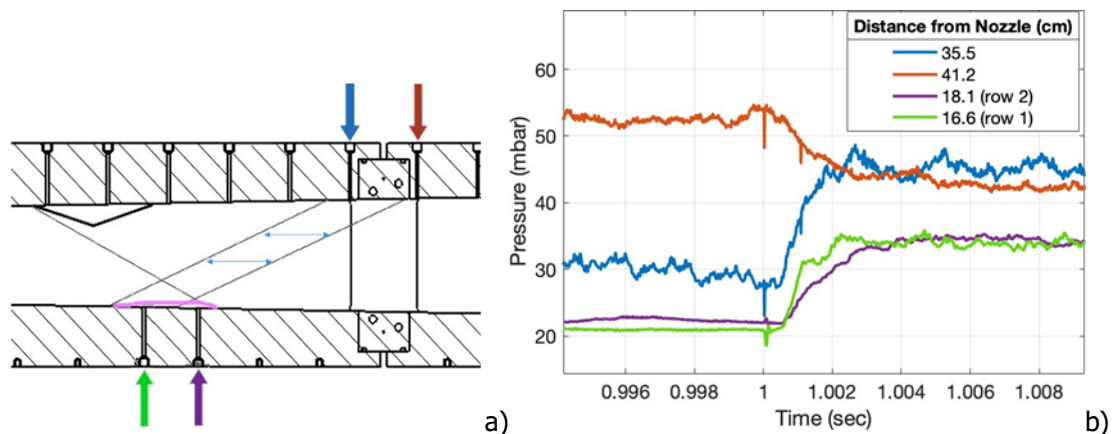 a)
Distance from Nozzle (cm)
35.5
41.2
18.1 (row 2)
16.6 (row 1)
Pressure (mbar)
60
50
40
30
20
0.996 0.998 1 1.002 1.004 1.006 1.008
Time (sec)
b)